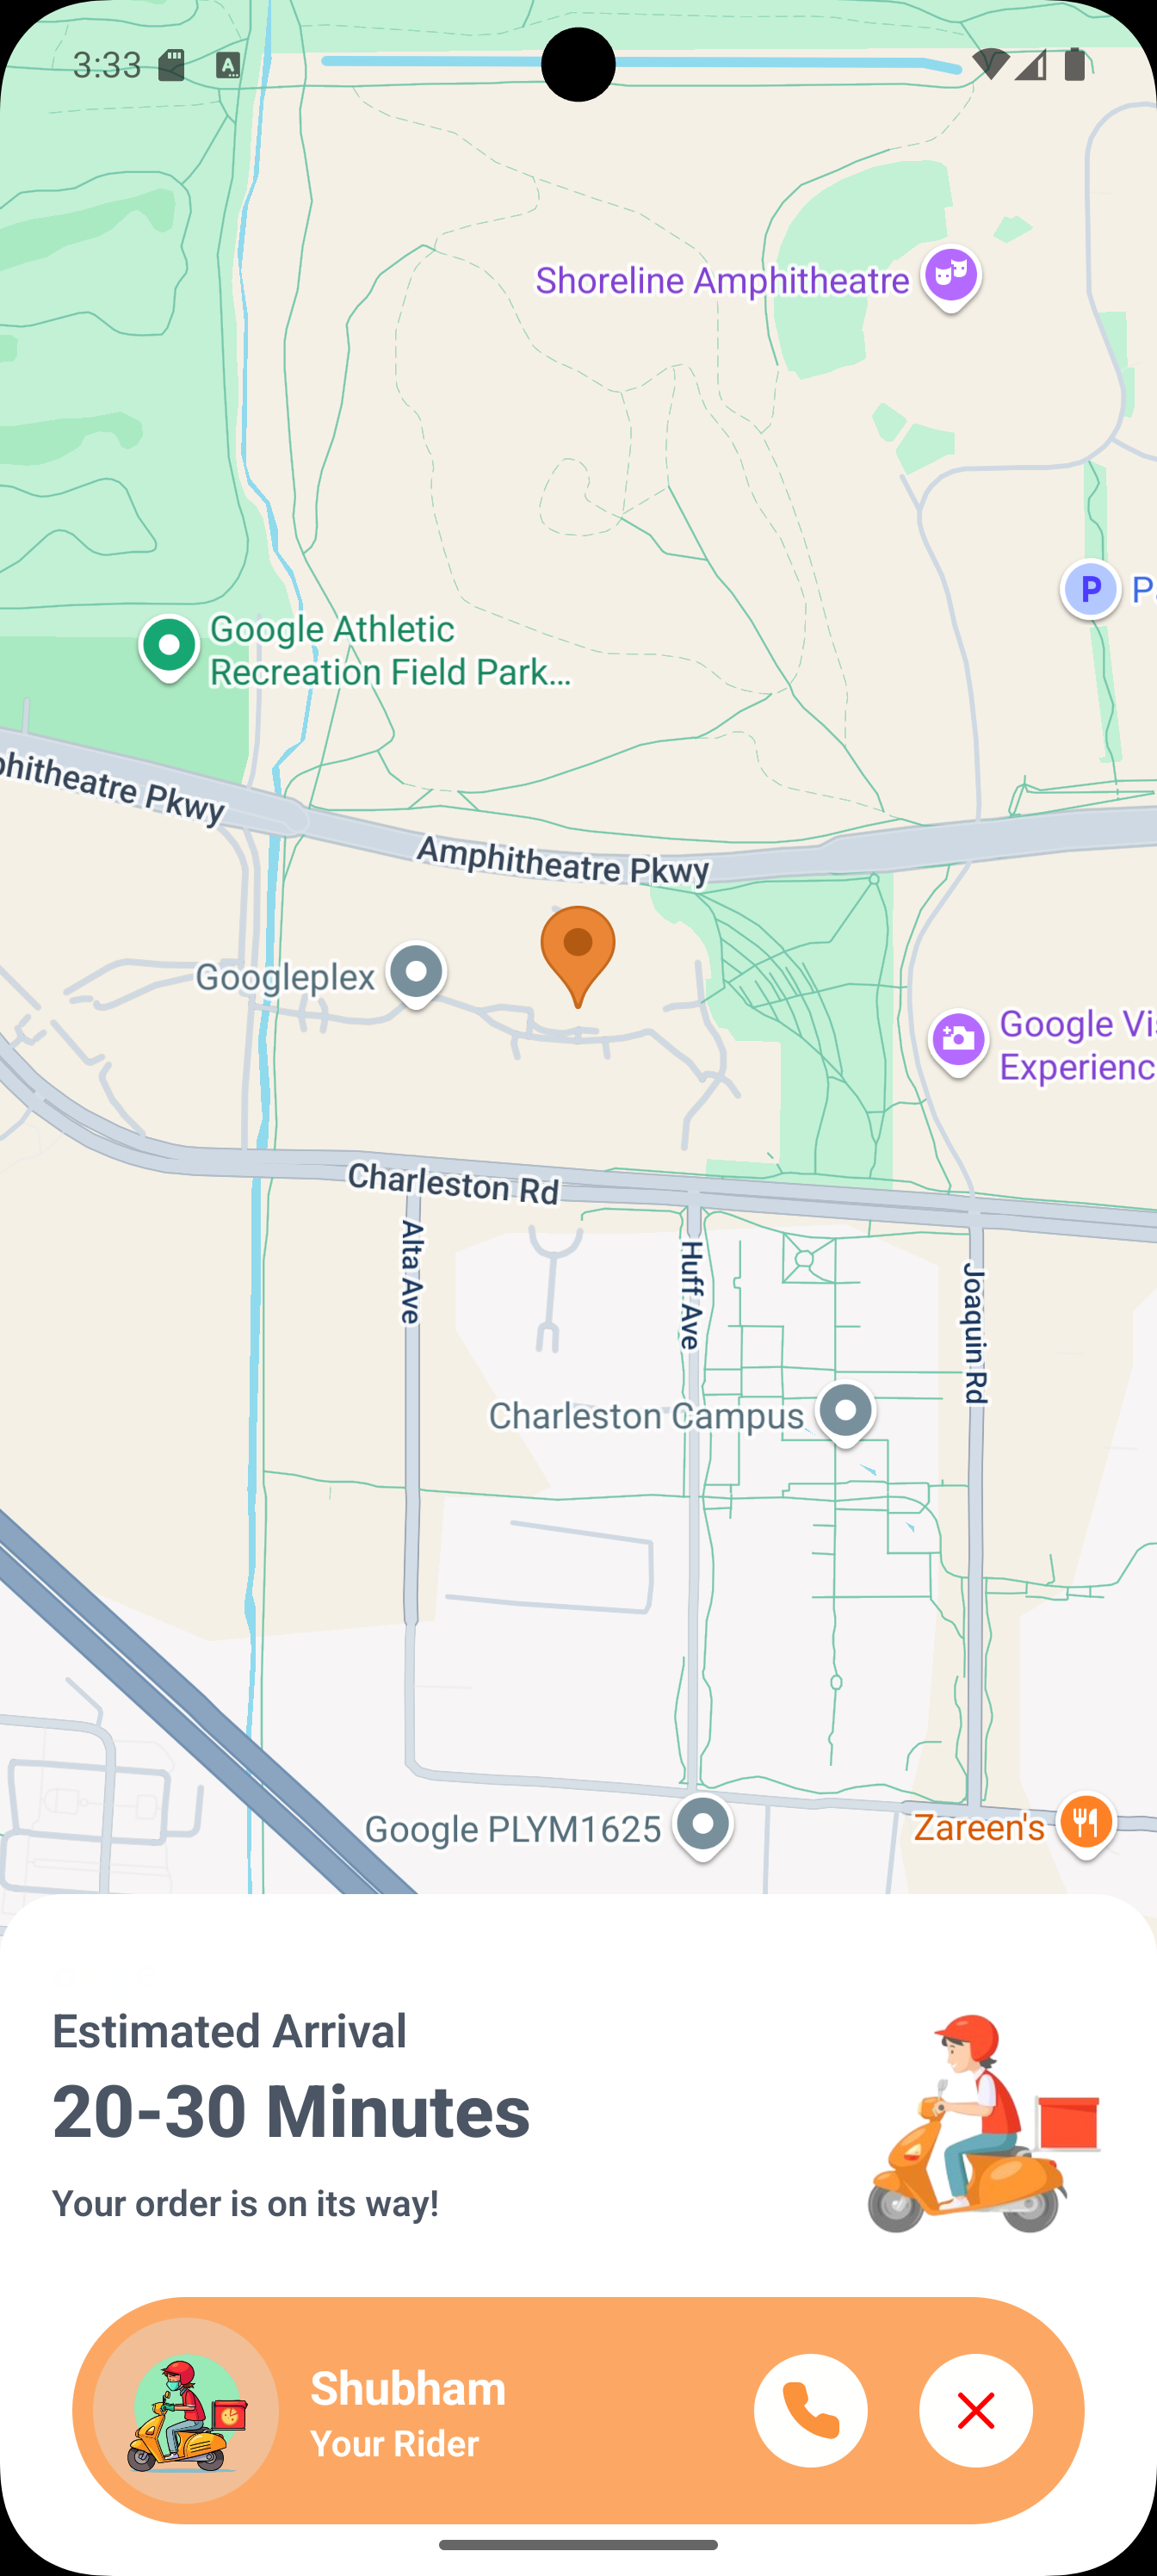 3:33
A
Shoreline Amphitheatre
P
Google Athletic
Recreation Field Park...
phitheatre Pkwy
Amphitheatre Pkwy
Googleplex
Google Vis
Experienc
Charleston Rd
Alta Ave
Huff Ave
Joaquin Rd
Charleston Campus
Google PLYM1625
Zareen's
Estimated Arrival
20-30 Minutes
Your order is on its way!
Shubham
Your Rider